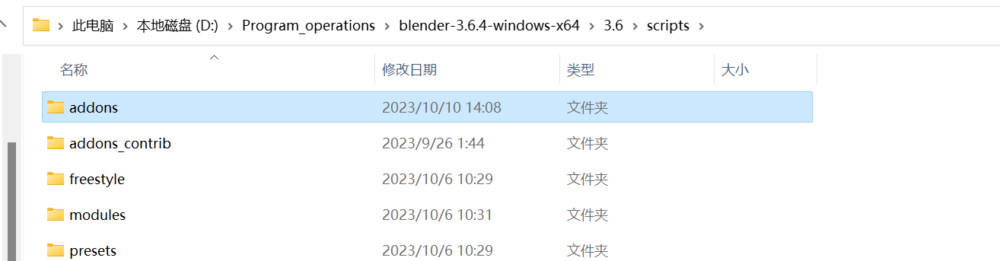 此电脑 > 本地磁盘 (D:) > Program_operations > blender-3.6.4-windows-x64 > 3.6 > scripts >
名称 修改日期 类型 大小
addons 2023/10/10 14:08 文件夹
addons_contrib 2023/9/26 1:44 文件夹
freestyle 2023/10/6 10:29 文件夹
modules 2023/10/6 10:31 文件夹
presets 2023/10/6 10:29 文件夹